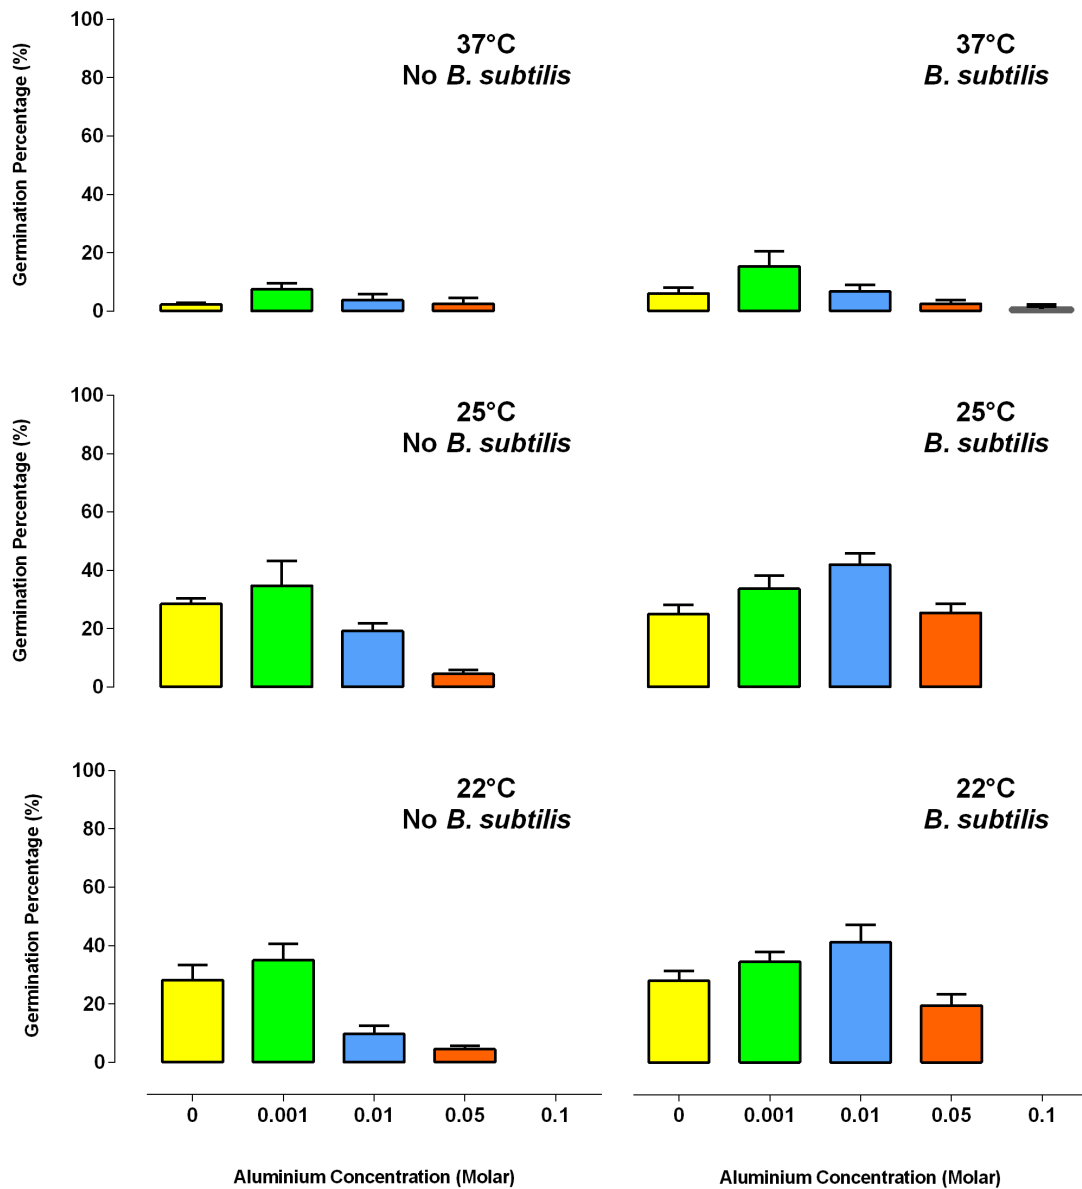 Germination Percentage (%)
100
80
60
40
20
0
37°C
No B. subtilis
37°C
B. subtilis
Germination Percentage (%)
100
80
60
40
20
0
25°C
No B. subtilis
25°C
B. subtilis
Germination Percentage (%)
100
80
60
40
20
0
22°C
No B. subtilis
22°C
B. subtilis
0 0.001 0.01 0.05 0.1
0 0.001 0.01 0.05 0.1
Aluminium Concentration (Molar)
Aluminium Concentration (Molar)